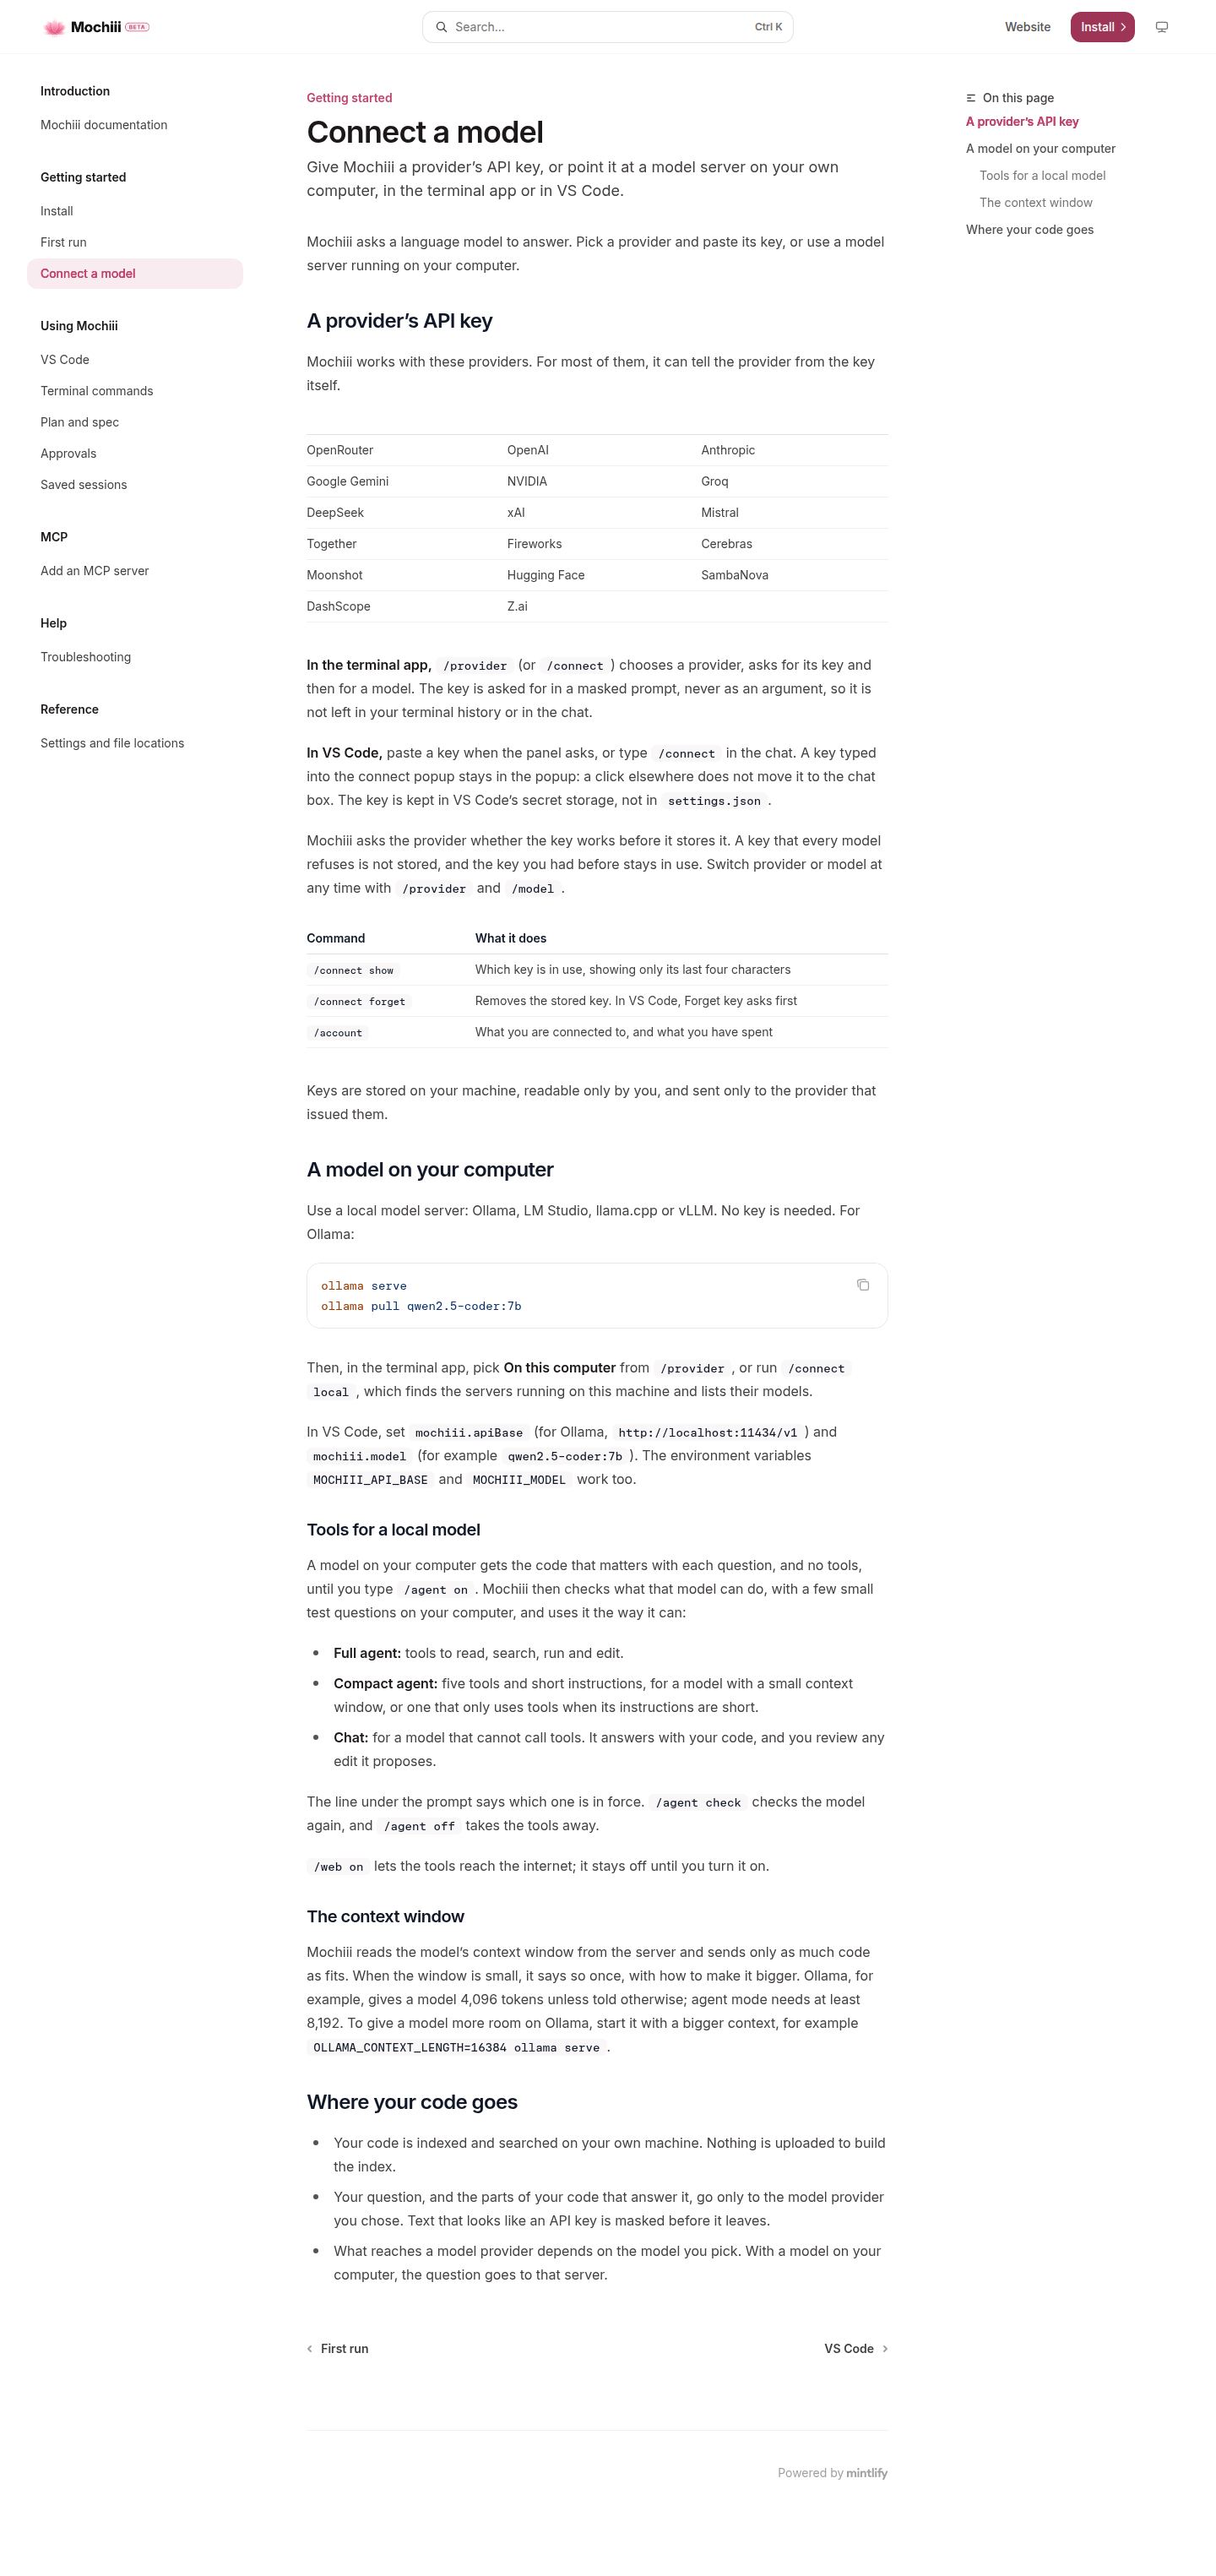 Mochiii BETA
Search...
Ctrl K
Website
Install
Introduction
Mochiii documentation
Getting started
Install
First run
Connect a model
Using Mochiii
VS Code
Terminal commands
Plan and spec
Approvals
Saved sessions
MCP
Add an MCP server
Help
Troubleshooting
Reference
Settings and file locations
Getting started
Connect a model
Give Mochiii a provider’s API key, or point it at a model server on your own
computer, in the terminal app or in VS Code.
Mochiii asks a language model to answer. Pick a provider and paste its key, or use a model
server running on your computer.
A provider’s API key
Mochiii works with these providers. For most of them, it can tell the provider from the key
itself.
OpenRouter OpenAI Anthropic
Google Gemini NVIDIA Groq
DeepSeek xAI Mistral
Together Fireworks Cerebras
Moonshot Hugging Face SambaNova
DashScope Z.ai
In the terminal app, /provider (or /connect ) chooses a provider, asks for its key and
then for a model. The key is asked for in a masked prompt, never as an argument, so it is
not left in your terminal history or in the chat.
In VS Code, paste a key when the panel asks, or type /connect in the chat. A key typed
into the connect popup stays in the popup: a click elsewhere does not move it to the chat
box. The key is kept in VS Code’s secret storage, not in settings.json .
Mochiii asks the provider whether the key works before it stores it. A key that every model
refuses is not stored, and the key you had before stays in use. Switch provider or model at
any time with /provider and /model .
Command What it does
/connect show Which key is in use, showing only its last four characters
/connect forget Removes the stored key. In VS Code, Forget key asks first
/account What you are connected to, and what you have spent
Keys are stored on your machine, readable only by you, and sent only to the provider that
issued them.
A model on your computer
Use a local model server: Ollama, LM Studio, llama.cpp or vLLM. No key is needed. For
Ollama:
ollama serve
ollama pull qwen2.5-coder:7b
Then, in the terminal app, pick On this computer from /provider , or run /connect
local , which finds the servers running on this machine and lists their models.
In VS Code, set mochiii.apiBase (for Ollama, http://localhost:11434/v1 ) and
mochiii.model (for example qwen2.5-coder:7b ). The environment variables
MOCHIII_API_BASE and MOCHIII_MODEL work too.
Tools for a local model
A model on your computer gets the code that matters with each question, and no tools,
until you type /agent on . Mochiii then checks what that model can do, with a few small
test questions on your computer, and uses it the way it can:
• Full agent: tools to read, search, run and edit.
• Compact agent: five tools and short instructions, for a model with a small context
window, or one that only uses tools when its instructions are short.
• Chat: for a model that cannot call tools. It answers with your code, and you review any
edit it proposes.
The line under the prompt says which one is in force. /agent check checks the model
again, and /agent off takes the tools away.
/web on lets the tools reach the internet; it stays off until you turn it on.
The context window
Mochiii reads the model’s context window from the server and sends only as much code
as fits. When the window is small, it says so once, with how to make it bigger. Ollama, for
example, gives a model 4,096 tokens unless told otherwise; agent mode needs at least
8,192. To give a model more room on Ollama, start it with a bigger context, for example
OLLAMA_CONTEXT_LENGTH=16384 ollama serve .
Where your code goes
• Your code is indexed and searched on your own machine. Nothing is uploaded to build
the index.
• Your question, and the parts of your code that answer it, go only to the model provider
you chose. Text that looks like an API key is masked before it leaves.
• What reaches a model provider depends on the model you pick. With a model on your
computer, the question goes to that server.
First run
VS Code
Powered by mintlify
On this page
A provider’s API key
A model on your computer
Tools for a local model
The context window
Where your code goes